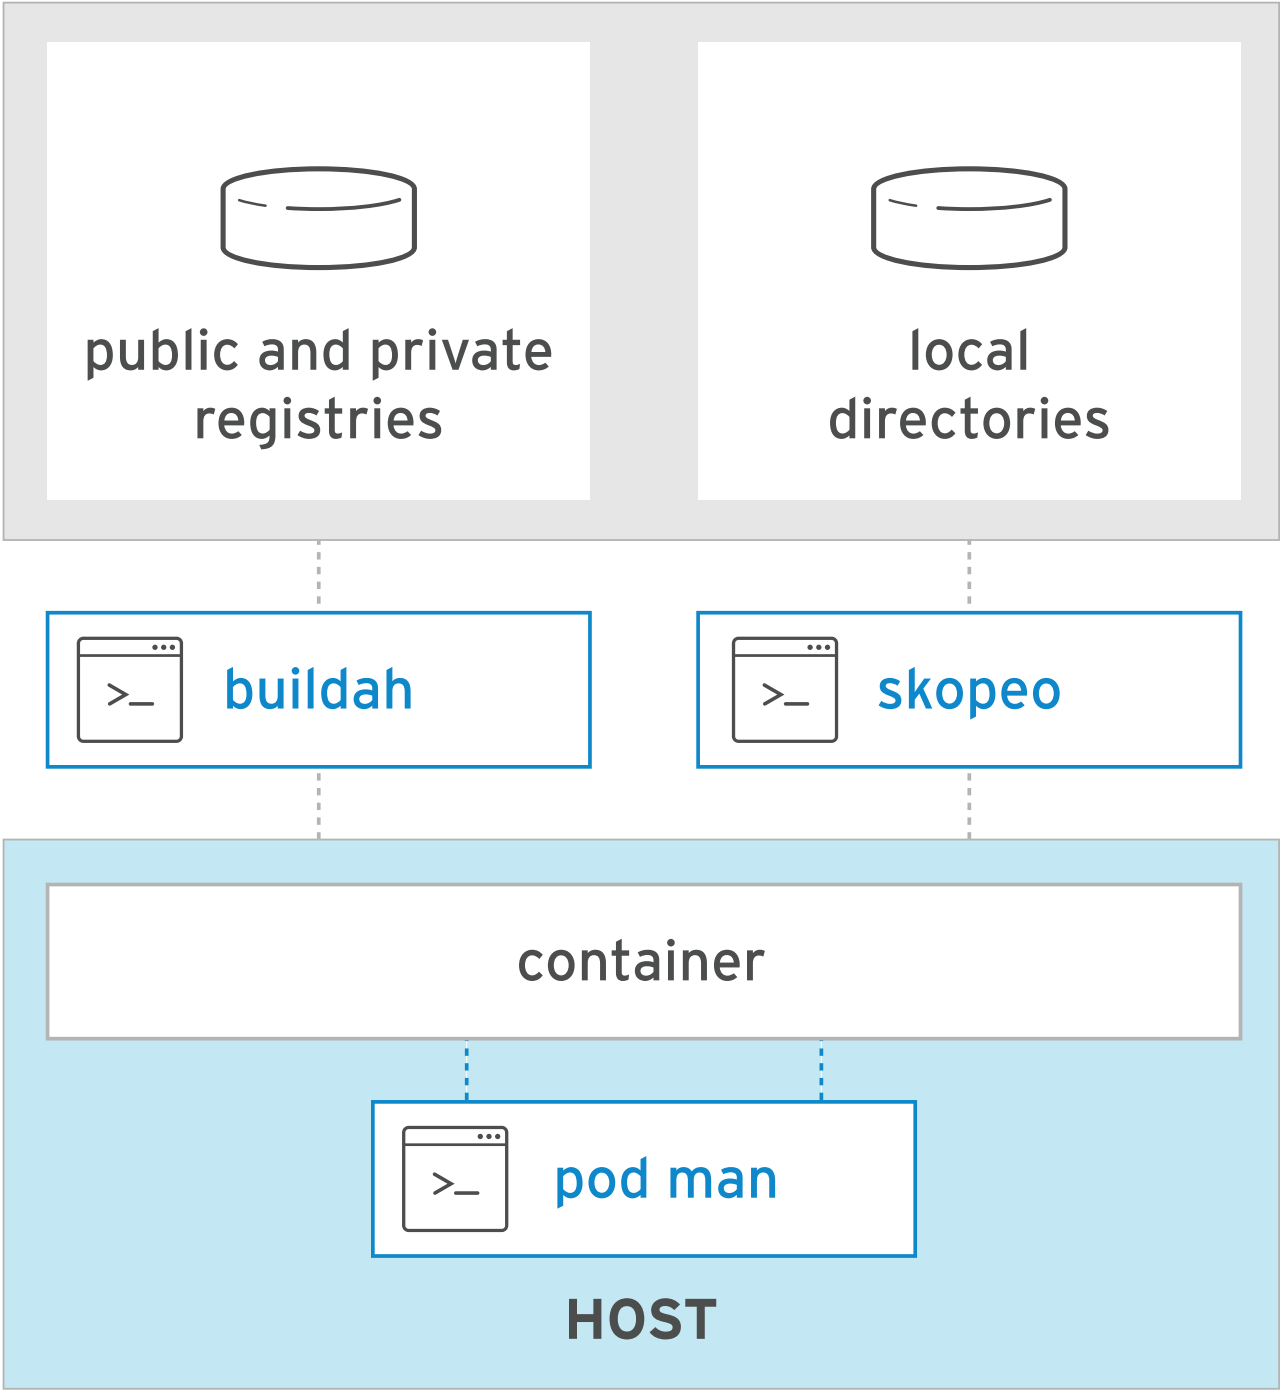 public and private
registries
local
directories
>_ buildah
>_ skopeo
container
>_ pod man
HOST